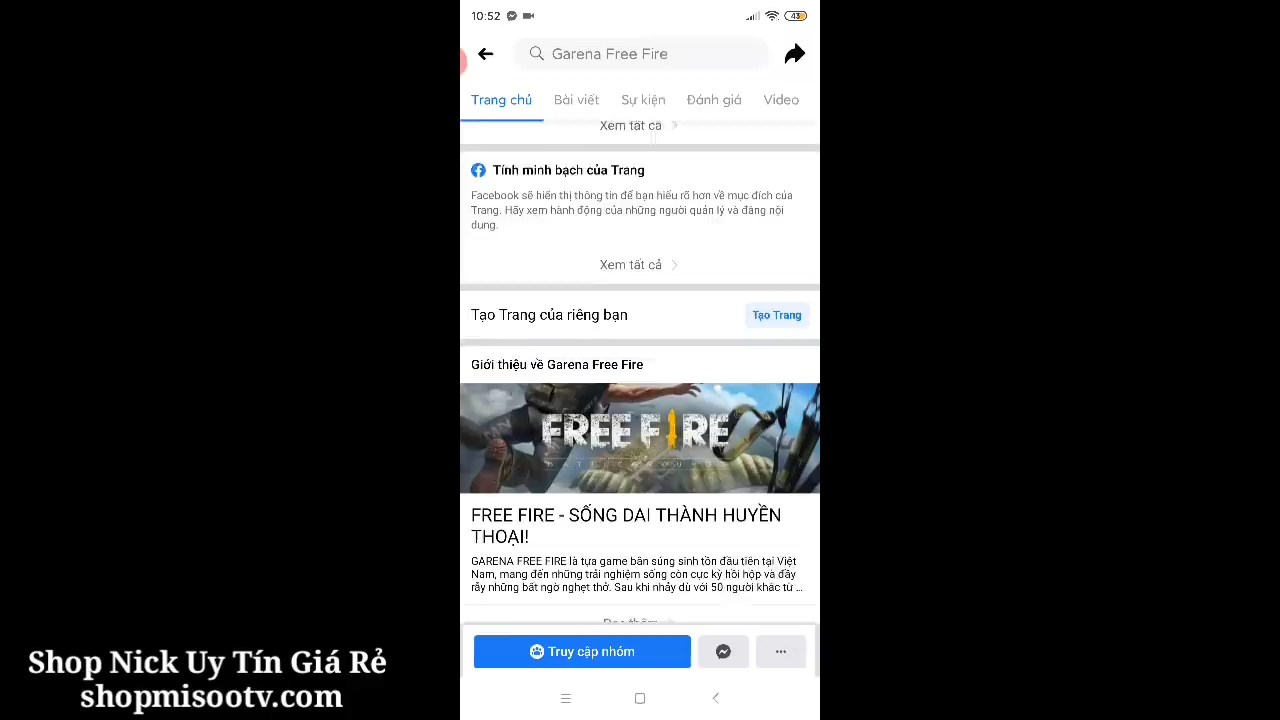 10:52
43
Garena Free Fire
Trang chủ Bài viết Sự kiện Đánh giá Video
Xem tất cả
Tính minh bạch của Trang
Facebook sẽ hiển thị thông tin để bạn hiểu rõ hơn về mục đích của
Trang. Hãy xem hành động của những người quản lý và đăng nội
dung.
Xem tất cả
Tạo Trang của riêng bạn
Tạo Trang
Giới thiệu về Garena Free Fire
FREE FIRE
BATTLEGROUNDS
FREE FIRE - SỐNG DAI THÀNH HUYỀN
THOẠI!
GARENA FREE FIRE là tựa game bắn súng sinh tồn đầu tiên tại Việt
Nam, mang đến những trải nghiệm sống còn cực kỳ hồi hộp và đầy
rẫy những bất ngờ nghẹt thở. Sau khi nhảy dù với 50 người khác từ ...
Đọc thêm
Truy cập nhóm
Shop Nick Uy Tín Giá Rẻ
shopmisootv.com